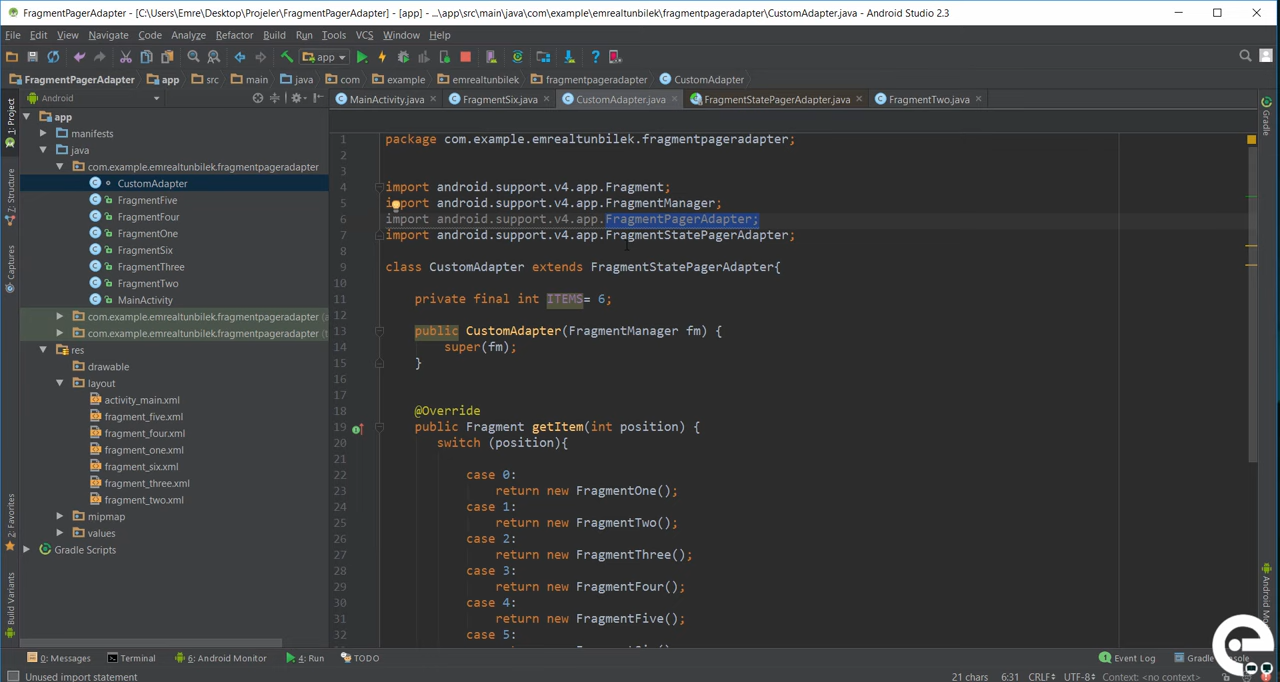 FragmentPagerAdapter - [C:\Users\Emre\Desktop\Projeler\FragmentPagerAdapter] - [app] - ...\app\src\main\java\com\example\emrealtunbilek\fragmentpageradapter\CustomAdapter.java - Android Studio 2.3
File Edit View Navigate Code Analyze Refactor Build Run Tools VCS Window Help
app
FragmentPagerAdapter app src main java com example emrealtunbilek fragmentpageradapter CustomAdapter
Android
MainActivity.java FragmentSix.java CustomAdapter.java FragmentStatePagerAdapter.java FragmentTwo.java
1: Project
Z: Structure
Captures
2: Favorites
Build Variants
Gradle
app
manifests
java
com.example.emrealtunbilek.fragmentpageradapter
CustomAdapter
FragmentFive
FragmentFour
FragmentOne
FragmentSix
FragmentThree
FragmentTwo
MainActivity
com.example.emrealtunbilek.fragmentpageradapter
com.example.emrealtunbilek.fragmentpageradapter
res
drawable
layout
activity_main.xml
fragment_five.xml
fragment_four.xml
fragment_one.xml
fragment_six.xml
fragment_three.xml
fragment_two.xml
mipmap
values
Gradle Scripts
1 package com.example.emrealtunbilek.fragmentpageradapter;
2
3
4 import android.support.v4.app.Fragment;
5 import android.support.v4.app.FragmentManager;
6 import android.support.v4.app.FragmentPagerAdapter;
7 import android.support.v4.app.FragmentStatePagerAdapter;
8
9 class CustomAdapter extends FragmentStatePagerAdapter{
10
11 private final int ITEMS= 6;
12
13 public CustomAdapter(FragmentManager fm) {
14 super(fm);
15 }
16
17
18 @Override
19 public Fragment getItem(int position) {
20 switch (position){
21
22 case 0:
23 return new FragmentOne();
24 case 1:
25 return new FragmentTwo();
26 case 2:
27 return new FragmentThree();
28 case 3:
29 return new FragmentFour();
30 case 4:
31 return new FragmentFive();
32 case 5:
0: Messages Terminal 6: Android Monitor 4: Run TODO Event Log Gradle
Unused import statement 21 chars 6:31 CRLF UTF-8 Context: <no context>